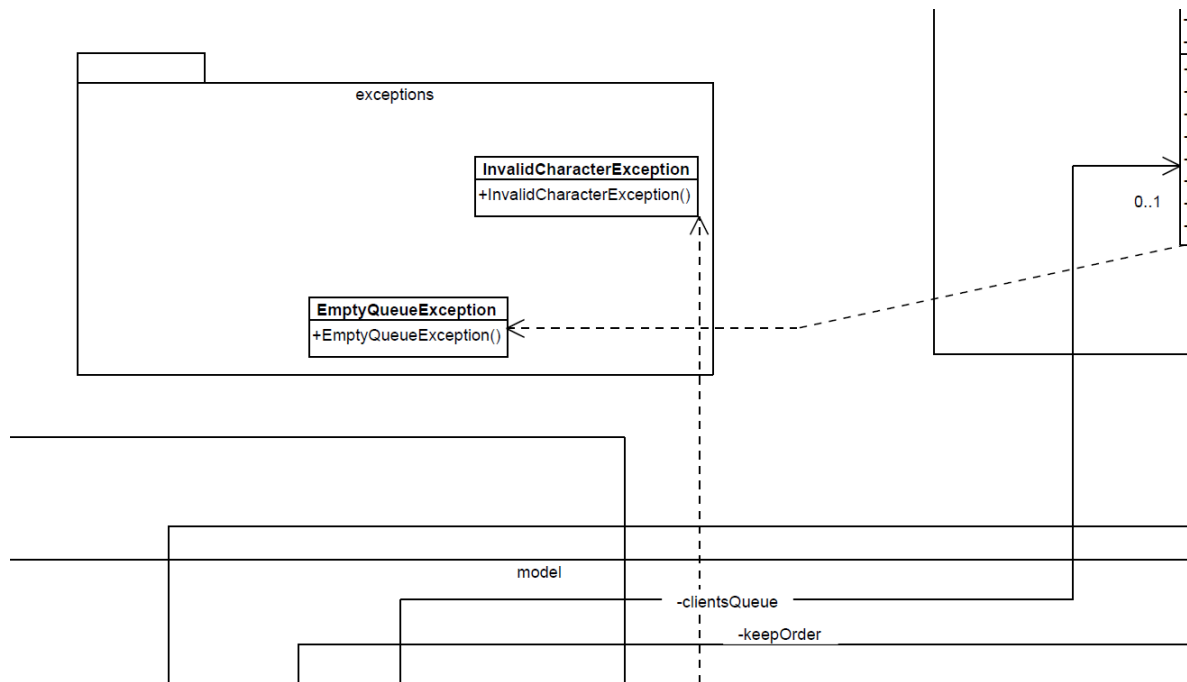 exceptions
InvalidCharacterException
+InvalidCharacterException()
0..1
EmptyQueueException
+EmptyQueueException()
model
-clientsQueue
-keepOrder